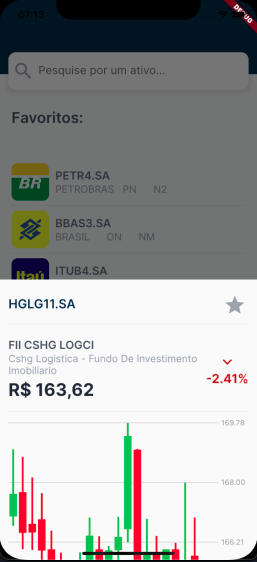 07:13
DEBUG
Pesquise por um ativo...
Favoritos:
BR
PETR4.SA
PETROBRAS PN N2
BBAS3.SA
BRASIL ON NM
Itaú
ITUB4.SA
HGLG11.SA
FII CSHG LOGCI
Cshg Logistica - Fundo De Investimento
Imobiliario
-2.41%
R$ 163,62
169.78
168.00
166.21